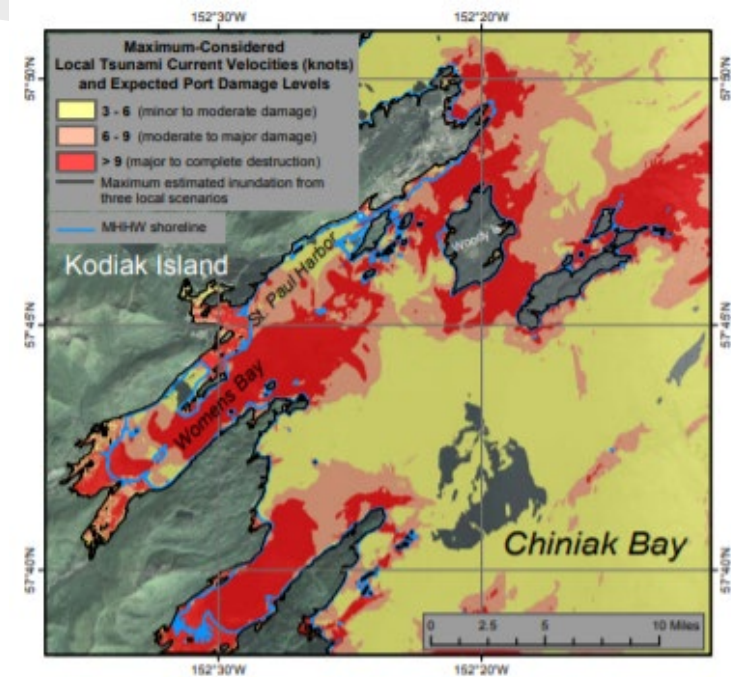 152°30'W
152°20'W
Maximum-Considered
Local Tsunami Current Velocities (knots)
and Expected Port Damage Levels
3 - 6 (minor to moderate damage)
6 - 9 (moderate to major damage)
> 9 (major to complete destruction)
Maximum estimated inundation from
three local scenarios
MHHW shoreline
57°50'N
57°50'N
Kodiak Island
St. Paul Harbor
Woody I.
57°45'N
57°45'N
Womens Bay
Chiniak Bay
57°40'N
57°40'N
0 2.5 5 10 Miles
152°30'W
152°20'W